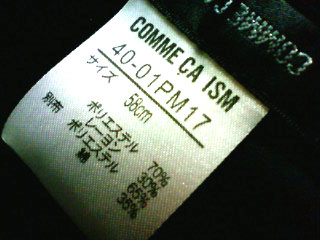 COMME ÇA ISM
40-01PM17
サイズ 58cm
ポリエステル 70%
レーヨン 30%
別布 ポリエステル 65%
綿 35%